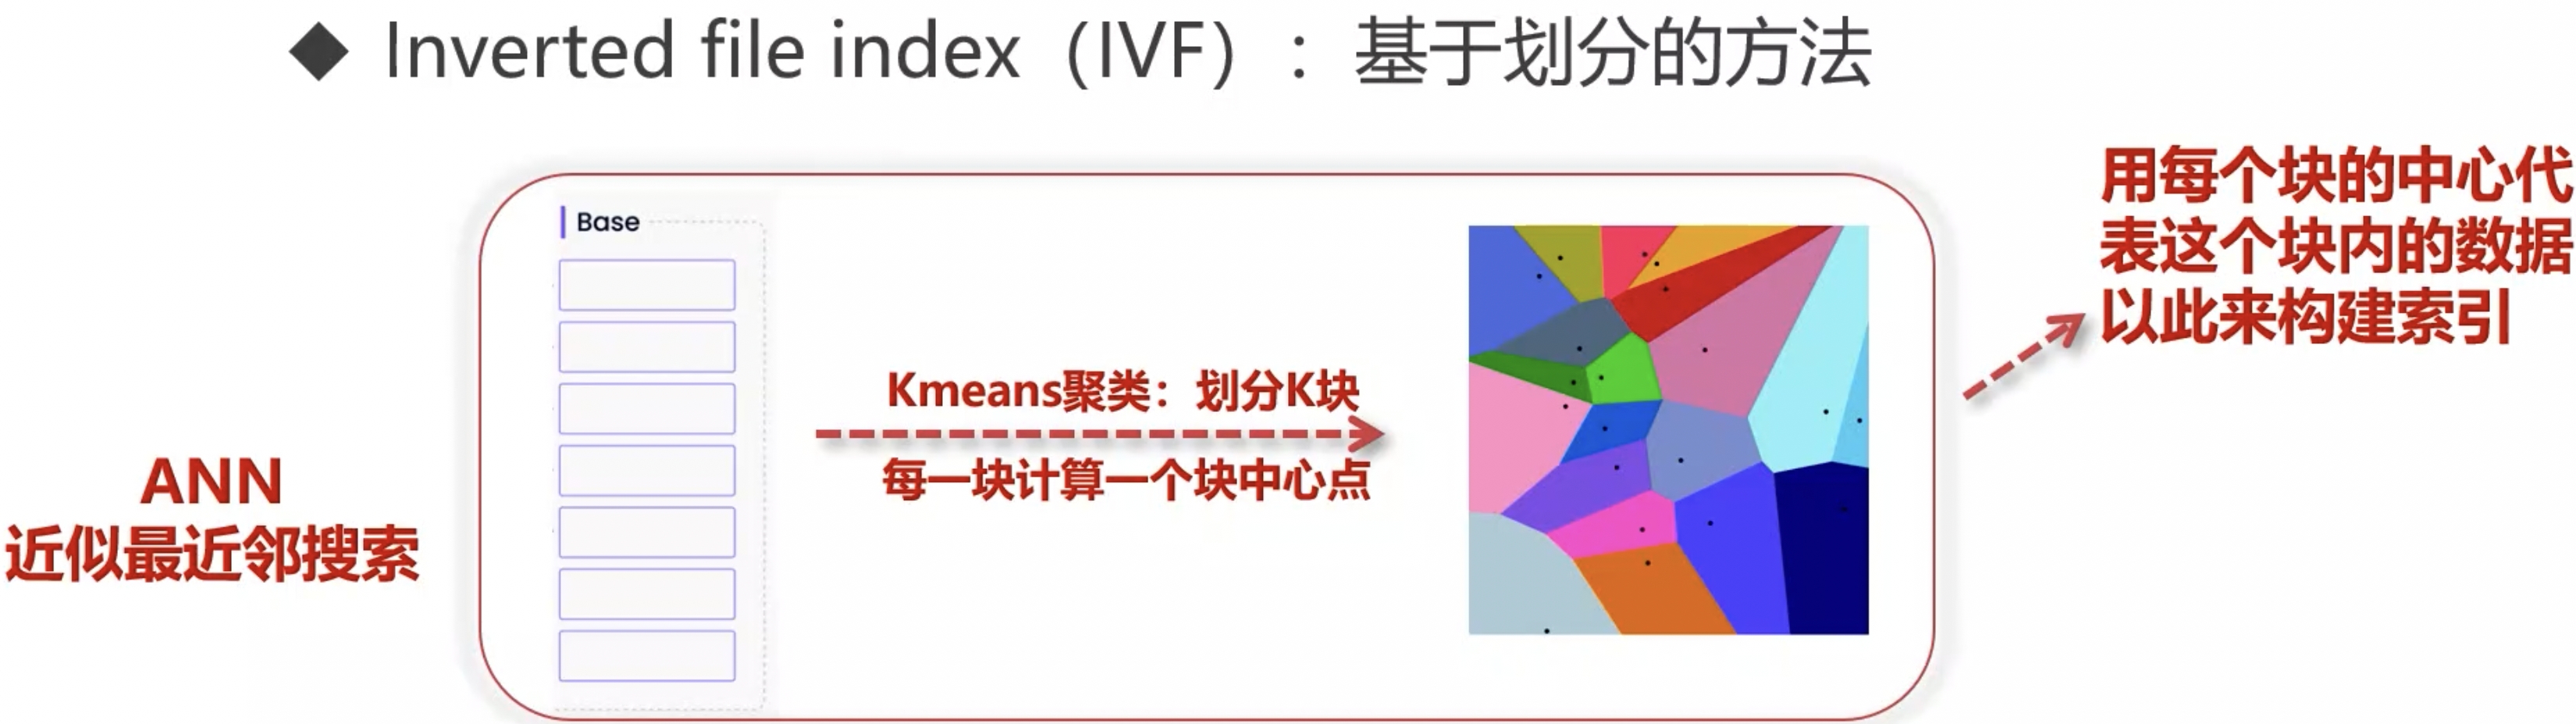 ◆ Inverted file index（IVF）：基于划分的方法
Base
Kmeans聚类：划分K块
每一块计算一个块中心点
ANN
近似最近邻搜索
用每个块的中心代
表这个块内的数据
以此来构建索引